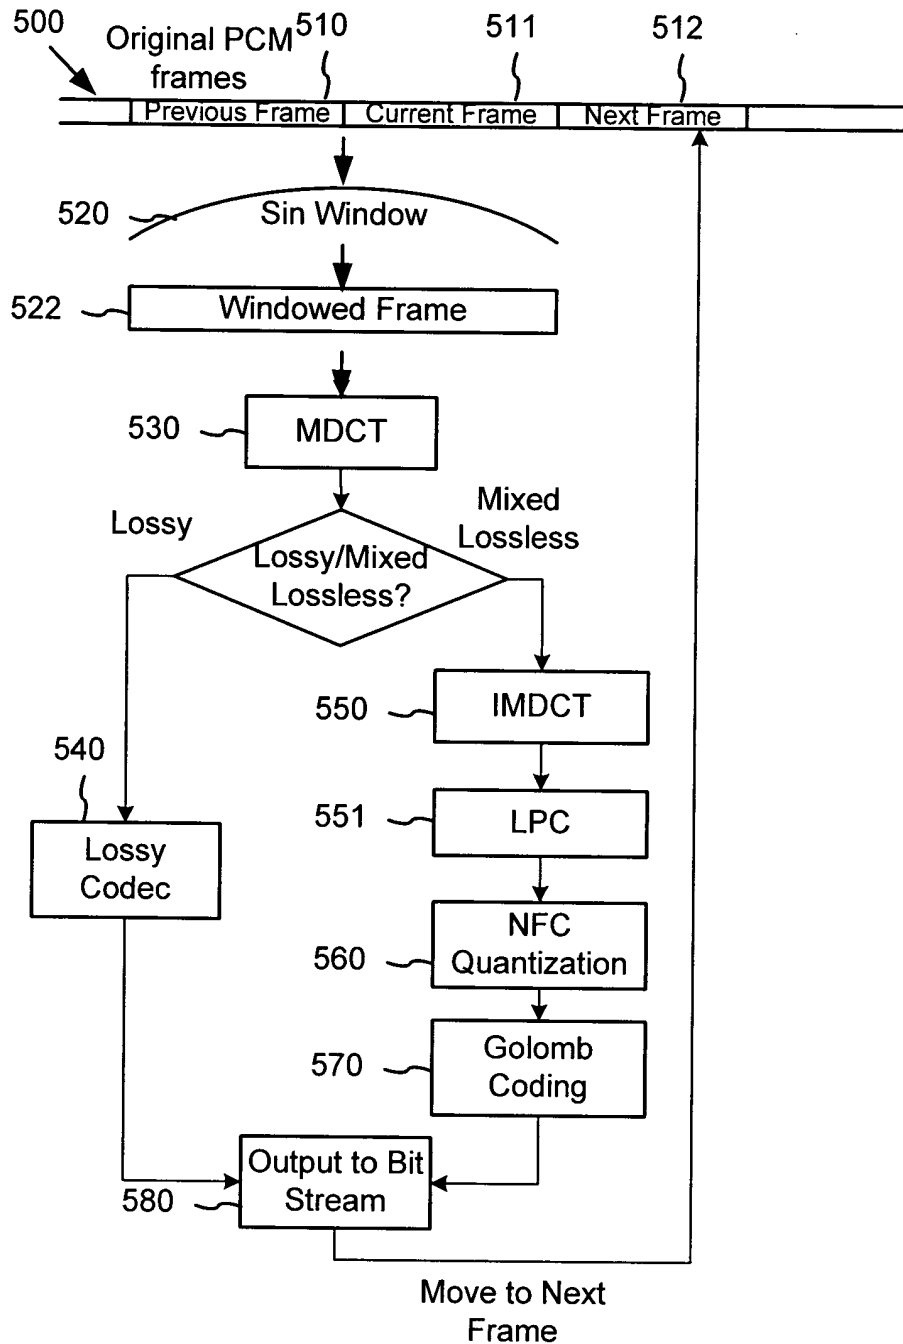 500
Original PCM
frames
510
511
512
Previous Frame
Current Frame
Next Frame
520
Sin Window
522
Windowed Frame
530
MDCT
Lossy
Mixed
Lossless
Lossy/Mixed
Lossless?
550
IMDCT
540
Lossy
Codec
551
LPC
560
NFC
Quantization
570
Golomb
Coding
Output to Bit
Stream
580
Move to Next
Frame